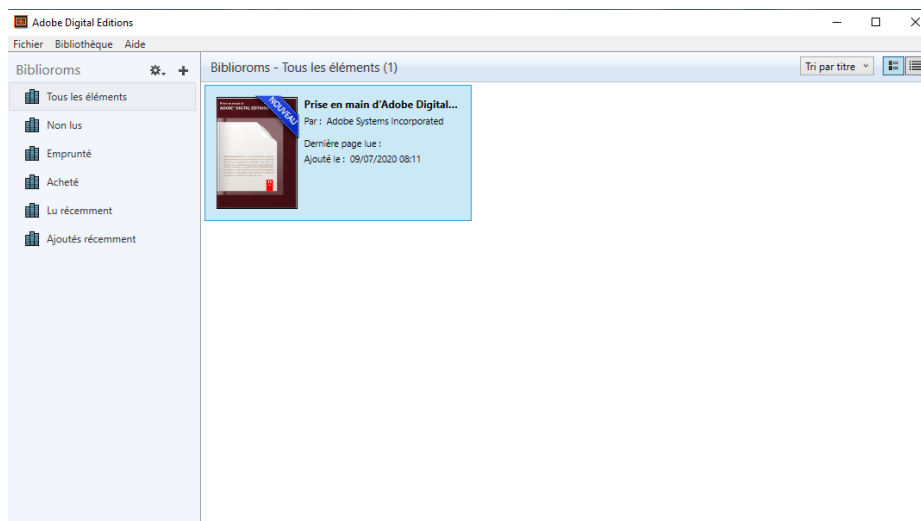 Adobe Digital Editions
Fichier Bibliothèque Aide
Biblioroms
Tous les éléments
Non lus
Emprunté
Acheté
Lu récemment
Ajoutés récemment
Biblioroms - Tous les éléments (1)
Tri par titre
NOUVEAU
Prise en main d'Adobe Digital...
Par : Adobe Systems Incorporated
Dernière page lue :
Ajouté le : 09/07/2020 08:11